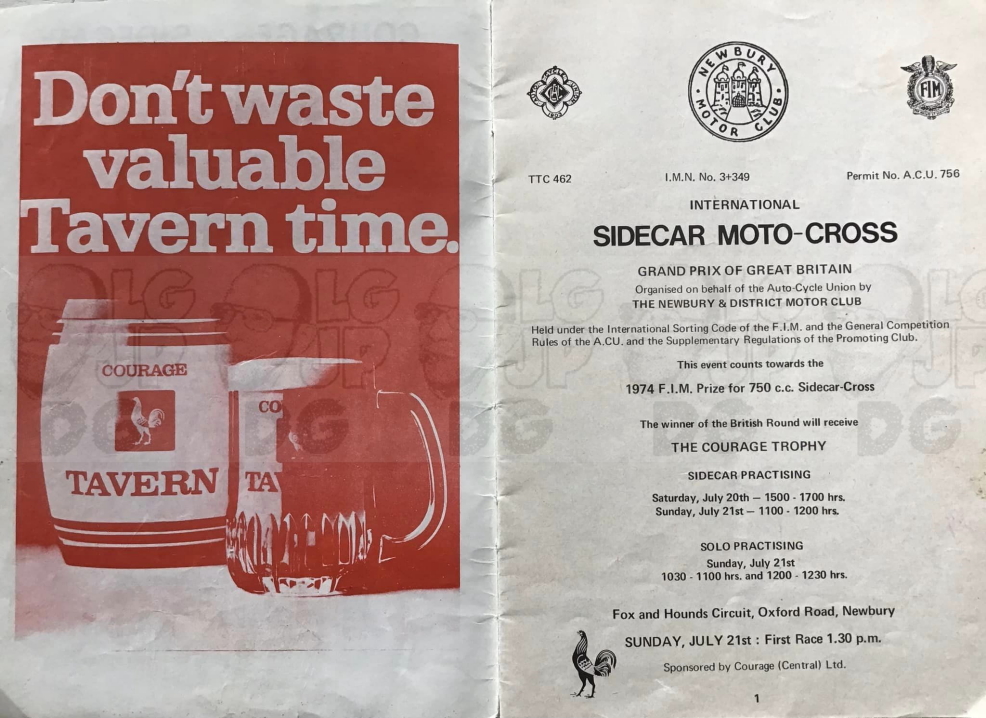 Don't waste
valuable
Tavern time.
COURAGE
TAVERN
CO
TA
NEWBURY
MOTOR CLUB
FIM
TTC 462
I.M.N. No. 3+349
Permit No. A.C.U. 756
INTERNATIONAL
SIDECAR MOTO-CROSS
GRAND PRIX OF GREAT BRITAIN
Organised on behalf of the Auto-Cycle Union by
THE NEWBURY & DISTRICT MOTOR CLUB
Held under the International Sorting Code of the F.I.M. and the General Competition
Rules of the A.CU. and the Supplementary Regulations of the Promoting Club.
This event counts towards the
1974 F.I.M. Prize for 750 c.c. Sidecar-Cross
The winner of the British Round will receive
THE COURAGE TROPHY
SIDECAR PRACTISING
Saturday, July 20th — 1500 - 1700 hrs.
Sunday, July 21st — 1100 - 1200 hrs.
SOLO PRACTISING
Sunday, July 21st
1030 - 1100 hrs. and 1200 - 1230 hrs.
Fox and Hounds Circuit, Oxford Road, Newbury
SUNDAY, JULY 21st : First Race 1.30 p.m.
Sponsored by Courage (Central) Ltd.
1